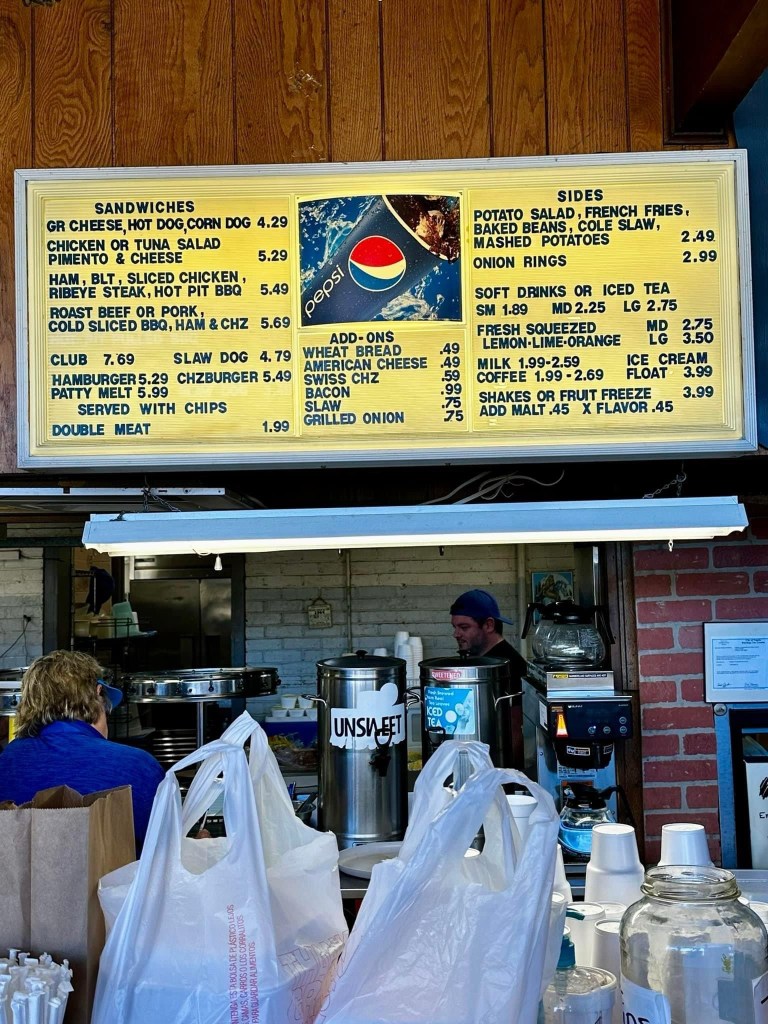 SANDWICHES
GR CHEESE, HOT DOG, CORN DOG 4.29
CHICKEN OR TUNA SALAD
PIMENTO & CHEESE 5.29
HAM, BLT, SLICED CHICKEN,
RIBEYE STEAK, HOT PIT BBQ 5.49
ROAST BEEF OR PORK,
COLD SLICED BBQ, HAM & CHZ 5.69
CLUB 7.69 SLAW DOG 4.79
HAMBURGER 5.29 CHZBURGER 5.49
PATTY MELT 5.99
SERVED WITH CHIPS
DOUBLE MEAT 1.99
pepsi
ADD-ONS
WHEAT BREAD .49
AMERICAN CHEESE .49
SWISS CHZ .59
BACON .99
SLAW .75
GRILLED ONION .75
SIDES
POTATO SALAD, FRENCH FRIES,
BAKED BEANS, COLE SLAW,
MASHED POTATOES 2.49
ONION RINGS 2.99
SOFT DRINKS OR ICED TEA
SM 1.89 MD 2.25 LG 2.75
FRESH SQUEEZED MD 2.75
LEMON-LIME-ORANGE LG 3.50
MILK 1.99-2.59 ICE CREAM
COFFEE 1.99-2.69 FLOAT 3.99
SHAKES OR FRUIT FREEZE 3.99
ADD MALT .45 X FLAVOR .45
UNSWEET
SWEETENED
ICED
TEA